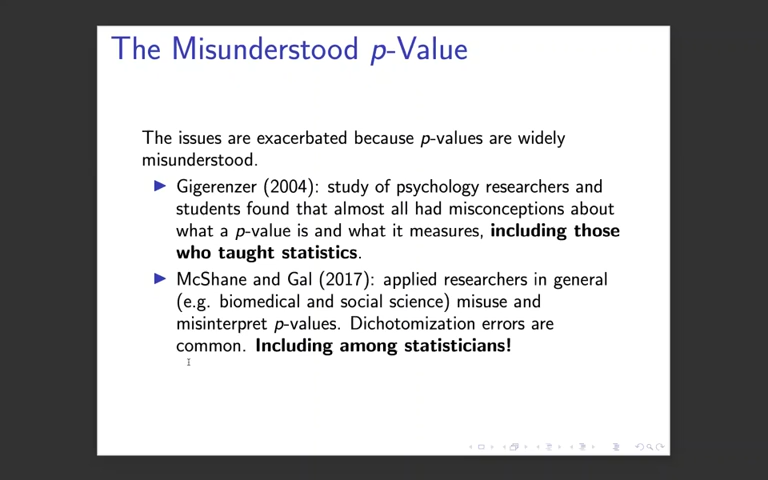 The Misunderstood p-Value
The issues are exacerbated because p-values are widely
misunderstood.
Gigerenzer (2004): study of psychology researchers and
students found that almost all had misconceptions about
what a p-value is and what it measures, including those
who taught statistics.
McShane and Gal (2017): applied researchers in general
(e.g. biomedical and social science) misuse and
misinterpret p-values. Dichotomization errors are
common. Including among statisticians!